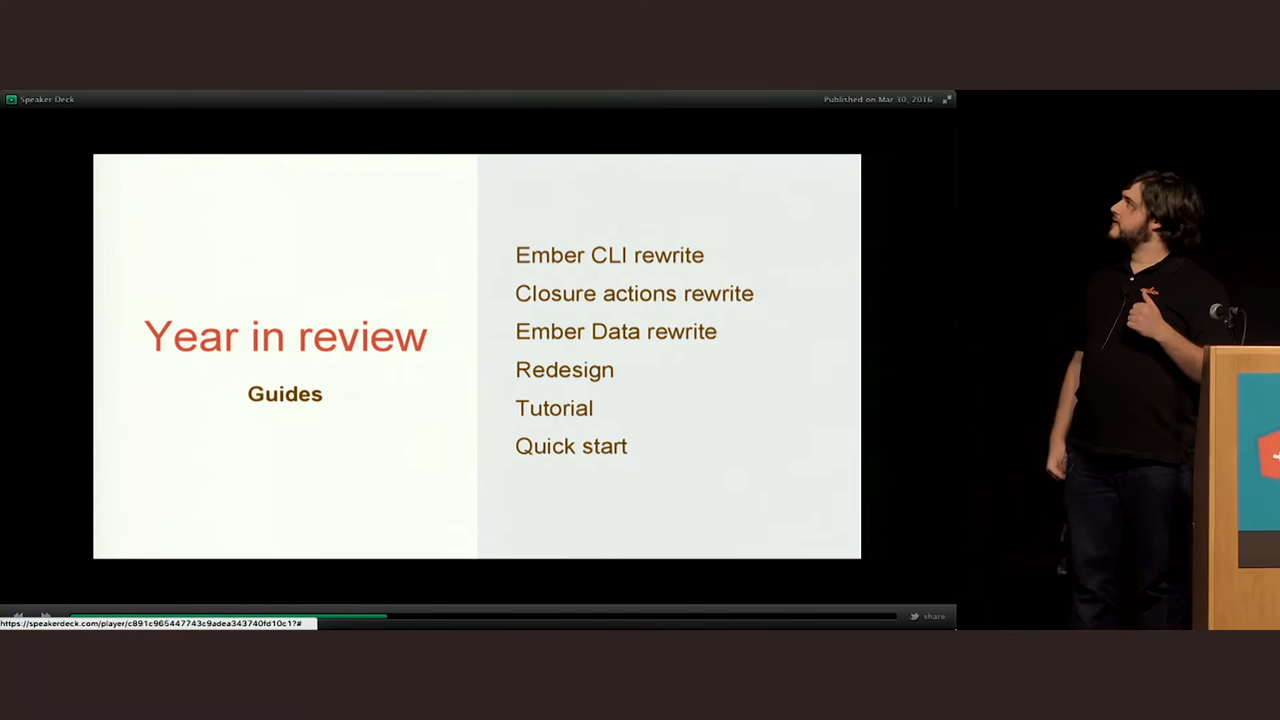 Speaker Deck
Published on Mar 30, 2016
Year in review
Guides
Ember CLI rewrite
Closure actions rewrite
Ember Data rewrite
Redesign
Tutorial
Quick start
share
https://speakerdeck.com/player/c891c965447743c9adea343740fd10c1?#